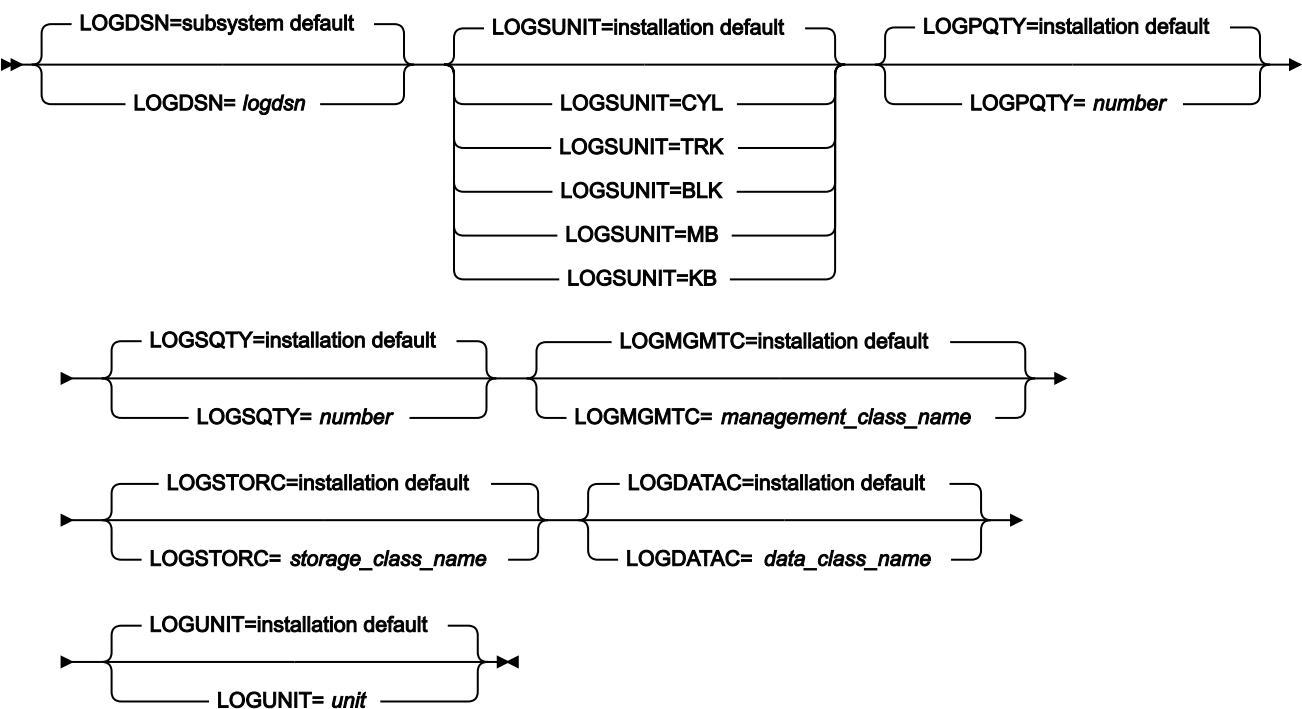 LOGDSN=subsystem default
LOGDSN= logdsn
LOGSUNIT=installation default
LOGSUNIT=CYL
LOGSUNIT=TRK
LOGSUNIT=BLK
LOGSUNIT=MB
LOGSUNIT=KB
LOGPQTY=installation default
LOGPQTY= number
LOGSQTY=installation default
LOGSQTY= number
LOGMGMTC=installation default
LOGMGMTC= management_class_name
LOGSTORC=installation default
LOGSTORC= storage_class_name
LOGDATAC=installation default
LOGDATAC= data_class_name
LOGUNIT=installation default
LOGUNIT= unit